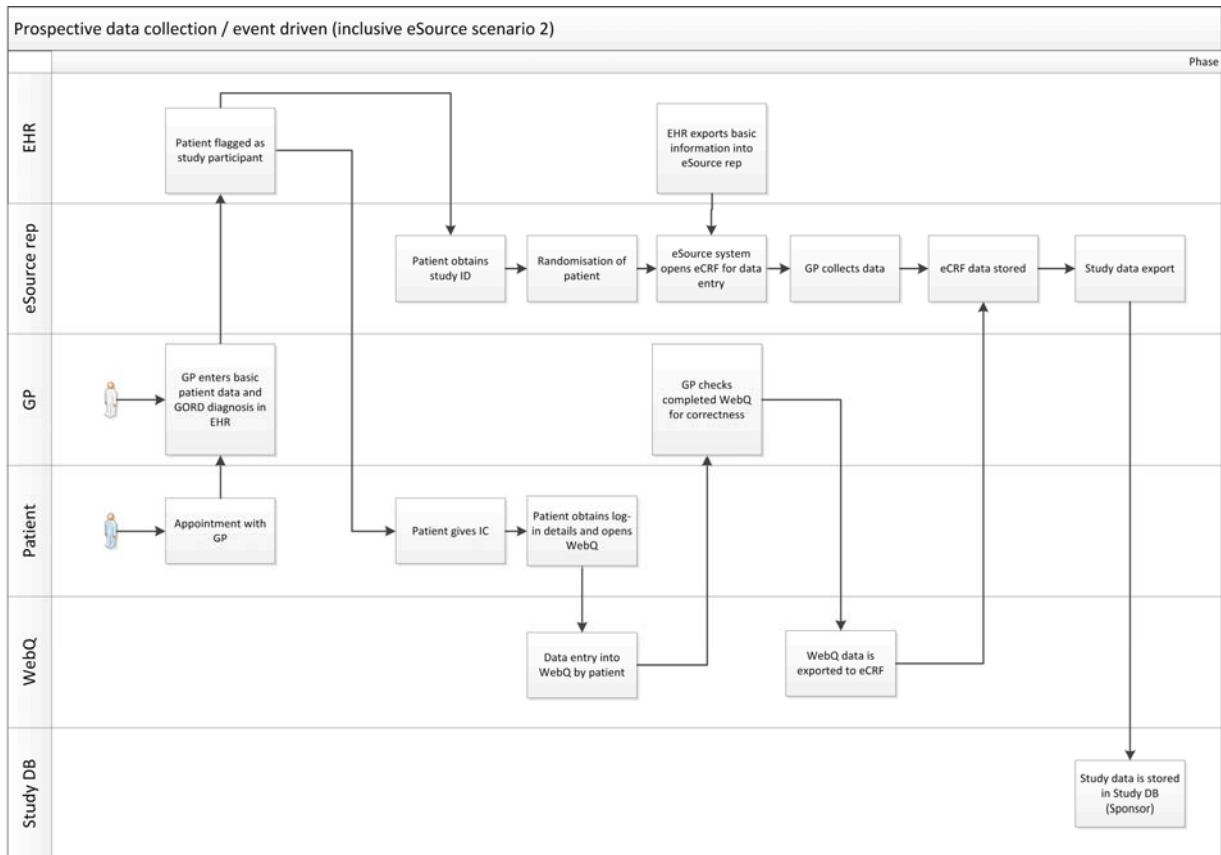 Prospective data collection / event driven (inclusive eSource scenario 2)
Phase
EHR
Patient flagged as
study participant
EHR exports basic
information into
eSource rep
eSource rep
Patient obtains
study ID
Randomisation of
patient
eSource system
opens eCRF for data
entry
GP collects data
eCRF data stored
Study data export
GP
GP enters basic
patient data and
GORD diagnosis in
EHR
GP checks
completed WebQ
for correctness
Patient
Appointment with
GP
Patient gives IC
Patient obtains log-
in details and opens
WebQ
WebQ
Data entry into
WebQ by patient
WebQ data is
exported to eCRF
Study DB
Study data is stored
in Study DB
(Sponsor)